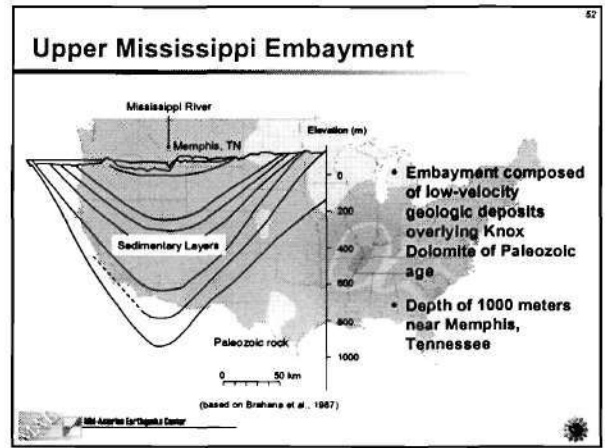 52
Upper Mississippi Embayment
Mississippi River
Memphis, TN
Elevation (m)
0
200
400
600
800
1000
Sedimentary Layers
Paleozoic rock
0 50 km
(based on Brahana et al., 1987)
• Embayment composed
of low-velocity
geologic deposits
overlying Knox
Dolomite of Paleozoic
age
• Depth of 1000 meters
near Memphis,
Tennessee
Mid-America Earthquake Center